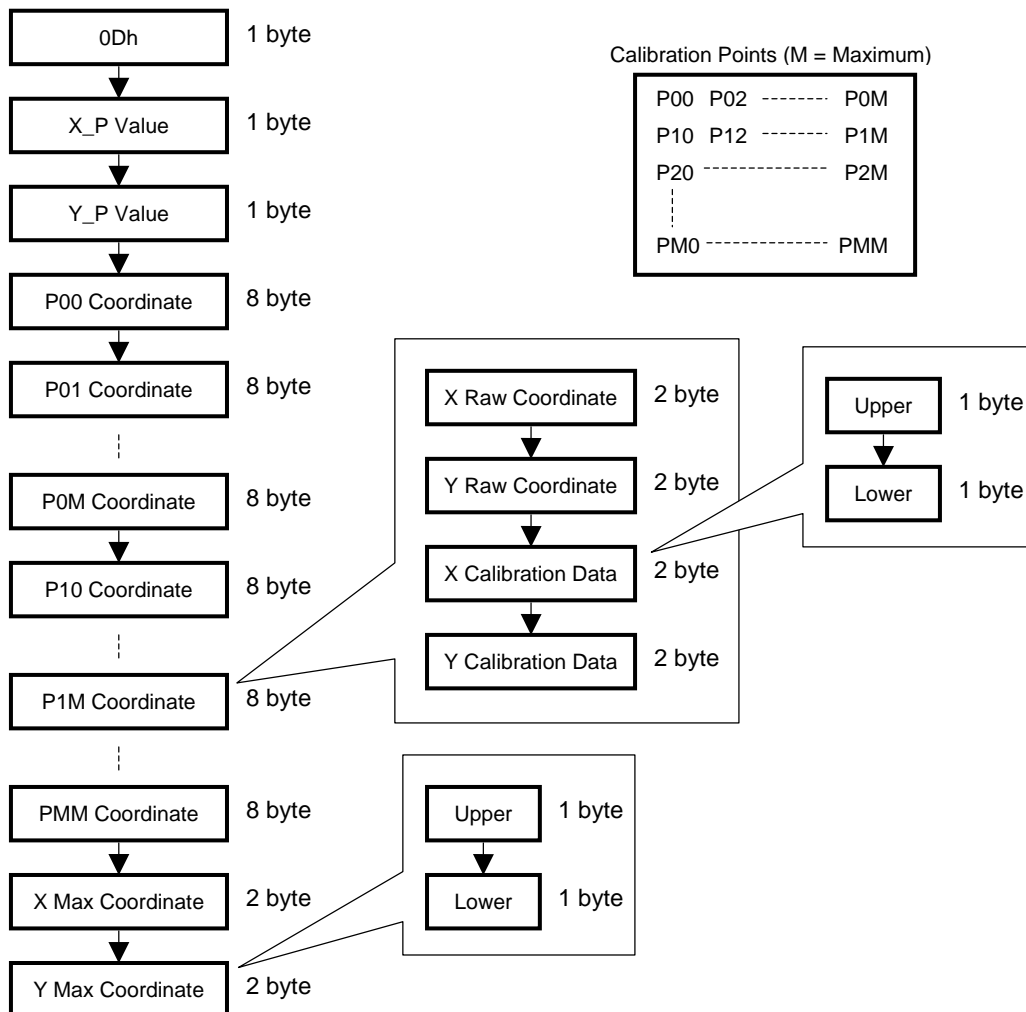 0Dh
1 byte
X_P Value
1 byte
Y_P Value
1 byte
P00 Coordinate
8 byte
P01 Coordinate
8 byte
P0M Coordinate
8 byte
P10 Coordinate
8 byte
P1M Coordinate
8 byte
PMM Coordinate
8 byte
X Max Coordinate
2 byte
Y Max Coordinate
2 byte
Calibration Points (M = Maximum)
P00 P02 P0M
P10 P12 P1M
P20 P2M
PM0 PMM
X Raw Coordinate
2 byte
Y Raw Coordinate
2 byte
X Calibration Data
2 byte
Y Calibration Data
2 byte
Upper
1 byte
Lower
1 byte
Upper
1 byte
Lower
1 byte